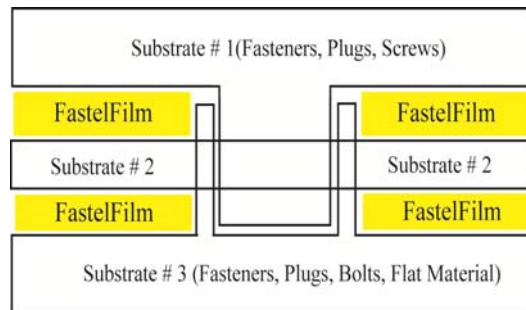 Substrate # 1(Fasteners, Plugs, Screws)
FastelFilm FastelFilm
Substrate # 2 Substrate # 2
FastelFilm FastelFilm
Substrate # 3 (Fasteners, Plugs, Bolts, Flat Material)